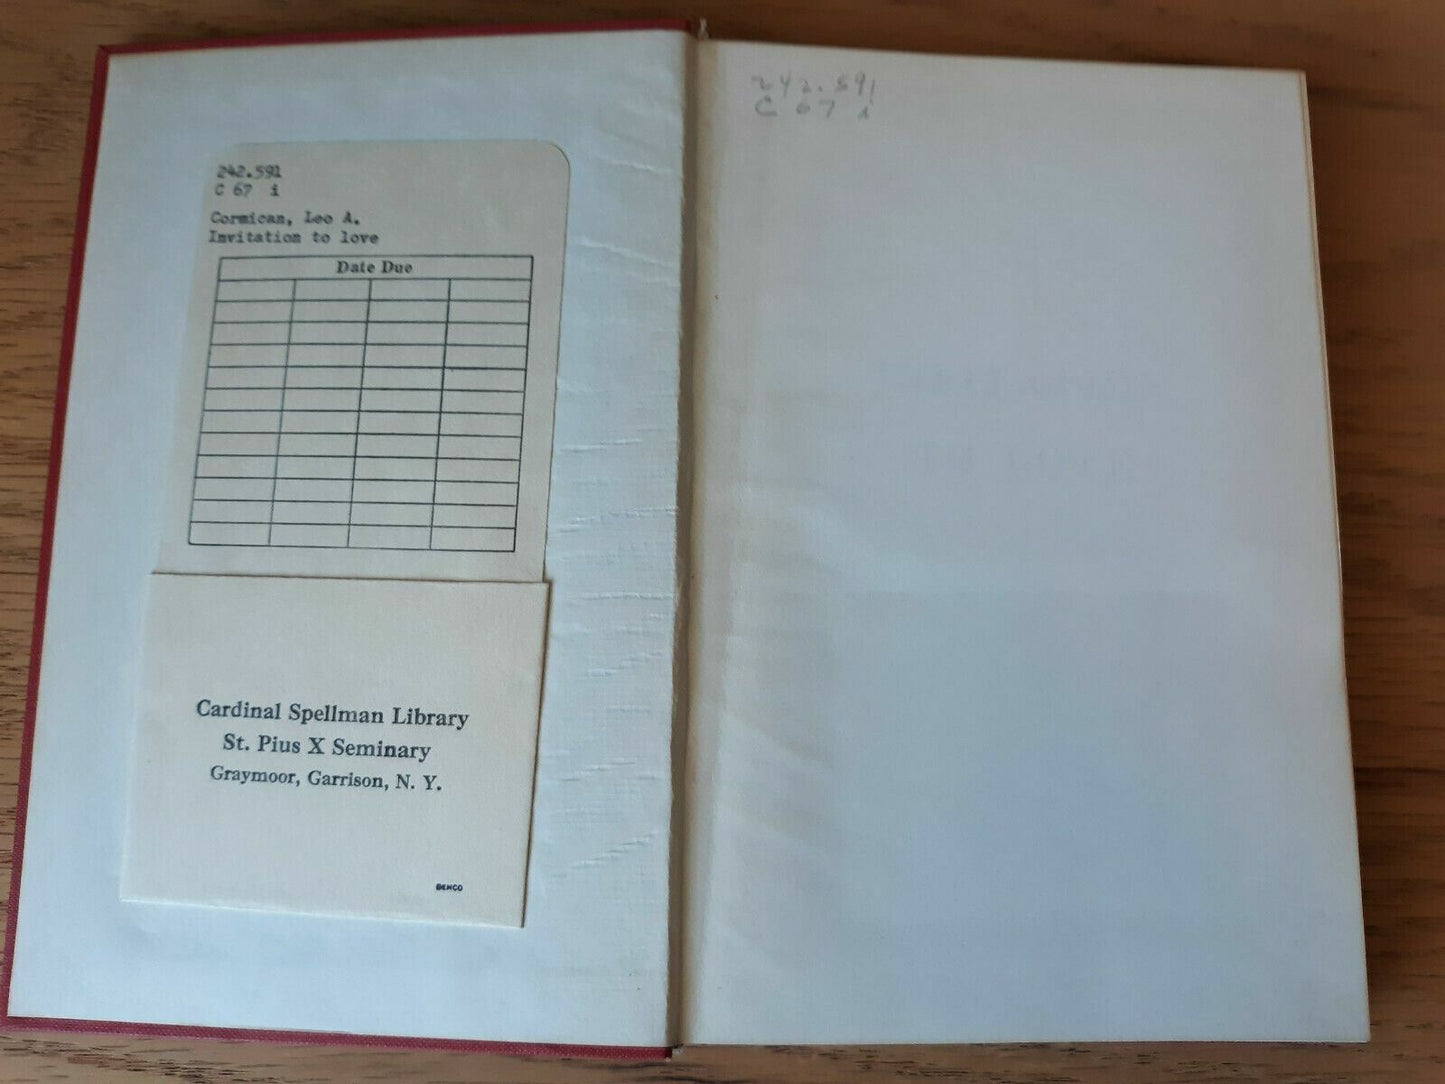 242.591
C 67 i
Cormican, Leo A.
Invitation to love
Date Due
Cardinal Spellman Library
St. Pius X Seminary
Graymoor, Garrison, N. Y.
DEMCO
242.591
C 67 i